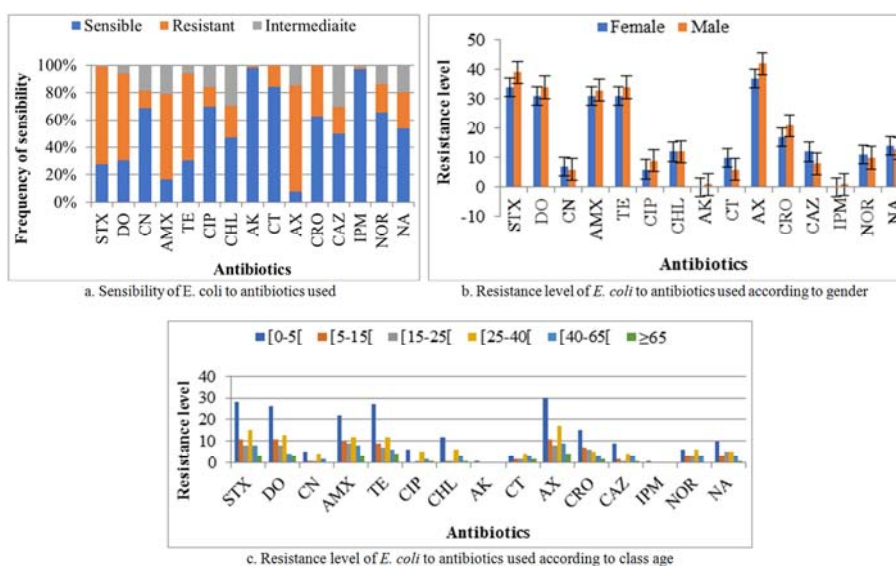 Sensible Resistant Intermediaite
100%
80%
60%
40%
20%
0%
Frequency of sensibility
STX DO CN AMX TE CIP CHL AK CT AX CRO CAZ IPM NOR NA
Antibiotics
a. Sensibility of E. coli to antibiotics used
Female Male
50
40
30
20
10
0
-10
Resistance level
STX DO CN AMX TE CIP CHL AK CT AX CRO CAZ IPM NOR NA
Antibiotics
b. Resistance level of E. coli to antibiotics used according to gender
[0-5[ [5-15[ [15-25[ [25-40[ [40-65[ ≥65
40
30
20
10
0
Resistance level
STX DO CN AMX TE CIP CHL AK CT AX CRO CAZ IPM NOR NA
Antibiotics
c. Resistance level of E. coli to antibiotics used according to class age